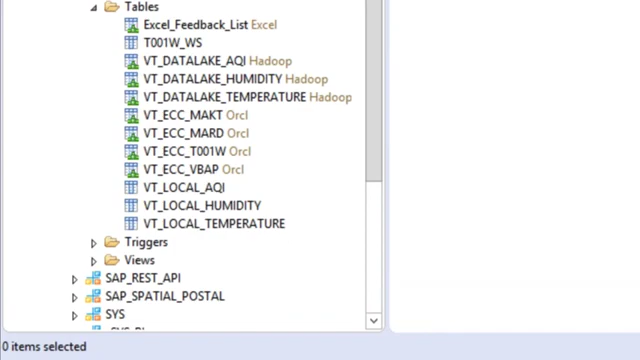 Tables
Excel_Feedback_List Excel
T001W_WS
VT_DATALAKE_AQI Hadoop
VT_DATALAKE_HUMIDITY Hadoop
VT_DATALAKE_TEMPERATURE Hadoop
VT_ECC_MAKT Orcl
VT_ECC_MARD Orcl
VT_ECC_T001W Orcl
VT_ECC_VBAP Orcl
VT_LOCAL_AQI
VT_LOCAL_HUMIDITY
VT_LOCAL_TEMPERATURE
Triggers
Views
SAP_REST_API
SAP_SPATIAL_POSTAL
SYS
0 items selected